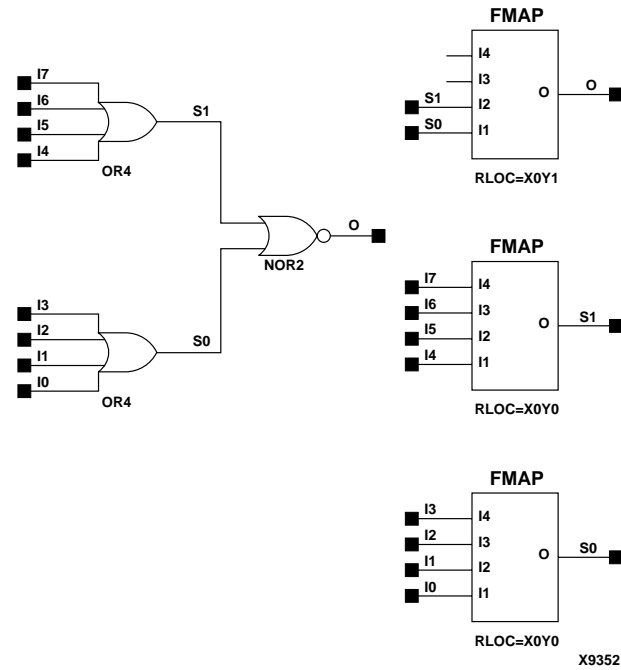 I7
I6
I5
I4
S1
OR4
I3
I2
I1
I0
S0
OR4
O
NOR2
FMAP
I4
I3
S1 I2 O O
S0 I1
RLOC=X0Y1
FMAP
I7 I4
I6 I3
I5 I2 O S1
I4 I1
RLOC=X0Y0
FMAP
I3 I4
I2 I3
I1 I2 O S0
I0 I1
RLOC=X0Y0
X9352